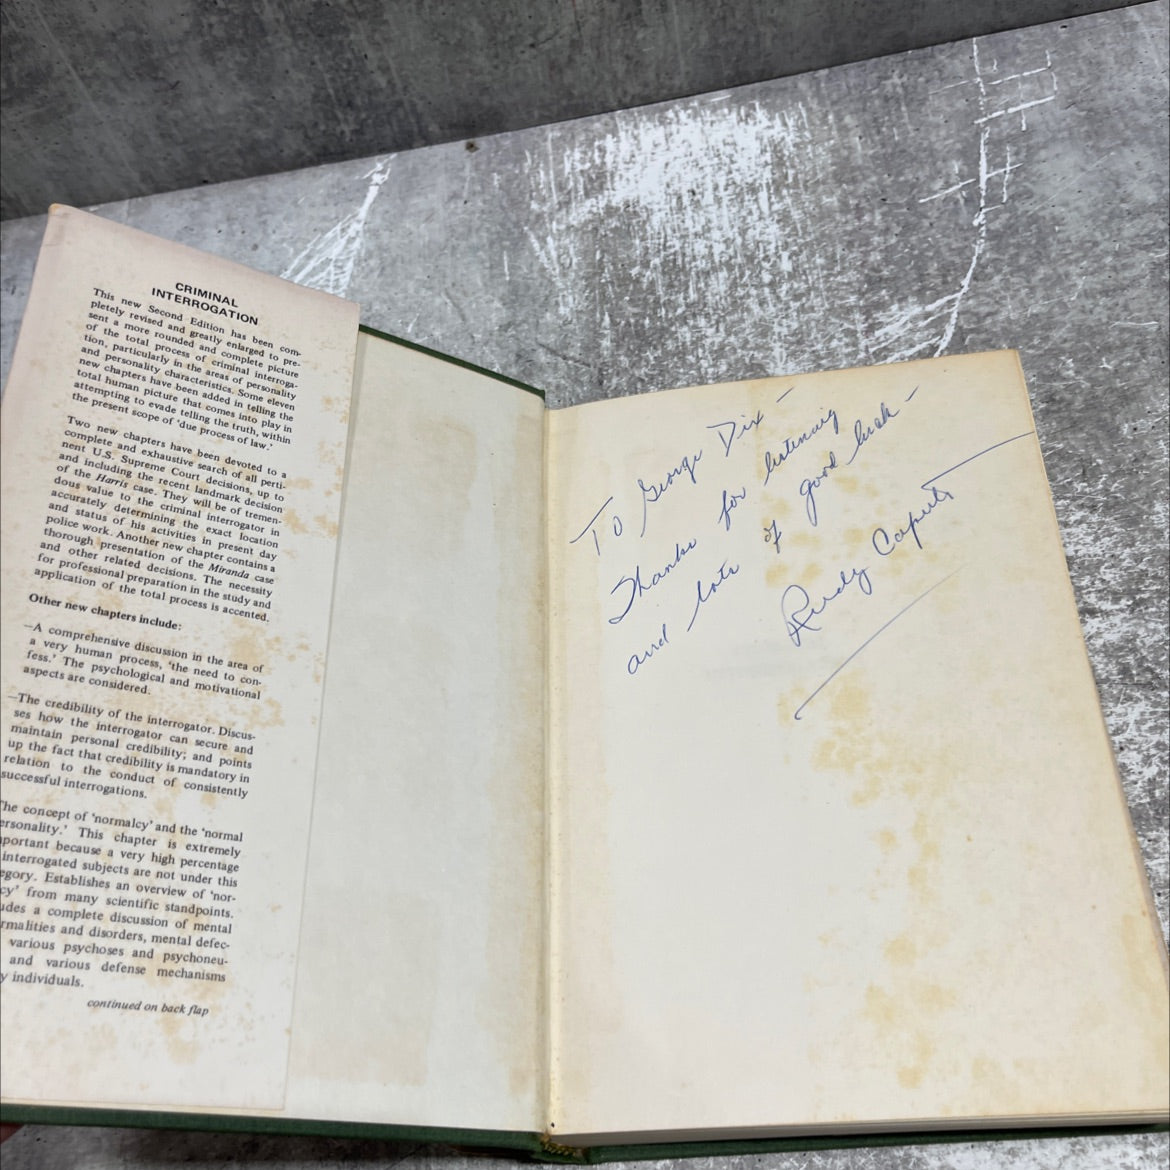 CRIMINAL
INTERROGATION
This new Second Edition has been com-
pletely revised and greatly enlarged to pre-
sent a more rounded and complete picture
of the total process of criminal interroga-
tion, particularly in the areas of personality
and personality characteristics. Some eleven
new chapters have been added in telling the
total human picture that comes into play in
attempting to evade telling the truth, within
the present scope of 'due process of law.'
Two new chapters have been devoted to a
complete and exhaustive search of all perti-
nent U.S. Supreme Court decisions, up to
and including the recent landmark decision
of the Harris case. They will be of tremen-
dous value to the criminal interrogator in
accurately determining the exact location
and status of his activities in present day
police work. Another new chapter contains a
thorough presentation of the Miranda case
and other related decisions. The necessity
for professional preparation in the study and
application of the total process is accented.
Other new chapters include:
—A comprehensive discussion in the area of
a very human process, 'the need to con-
fess.' The psychological and motivational
aspects are considered.
—The credibility of the interrogator. Discus-
ses how the interrogator can secure and
maintain personal credibility; and points
up the fact that credibility is mandatory in
relation to the conduct of consistently
successful interrogations.
The concept of 'normalcy' and the 'normal
ersonality.' This chapter is extremely
portant because a very high percentage
interrogated subjects are not under this
egory. Establishes an overview of 'nor-
cy' from many scientific standpoints.
udes a complete discussion of mental
rmalities and disorders, mental defec-
various psychoses and psychoneu-
and various defense mechanisms
y individuals.
continued on back flap
To George Dix —
Thanks for listening
and lots of good luck —
Rudy Caputo